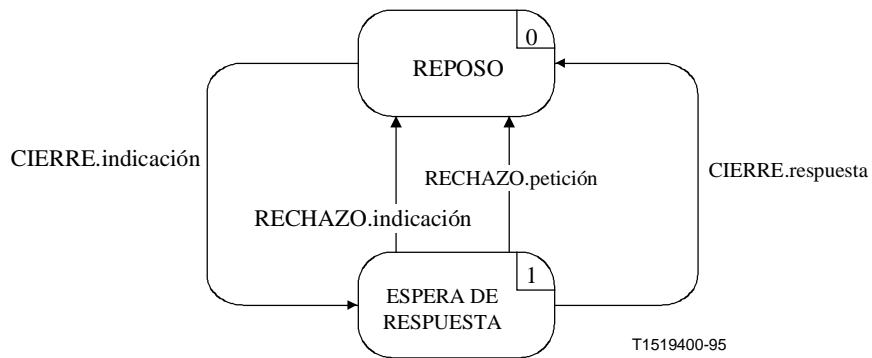 0
REPOSO
CIERRE.indicación
RECHAZO.petición
CIERRE.respuesta
RECHAZO.indicación
1
ESPERA DE
RESPUESTA
T1519400-95